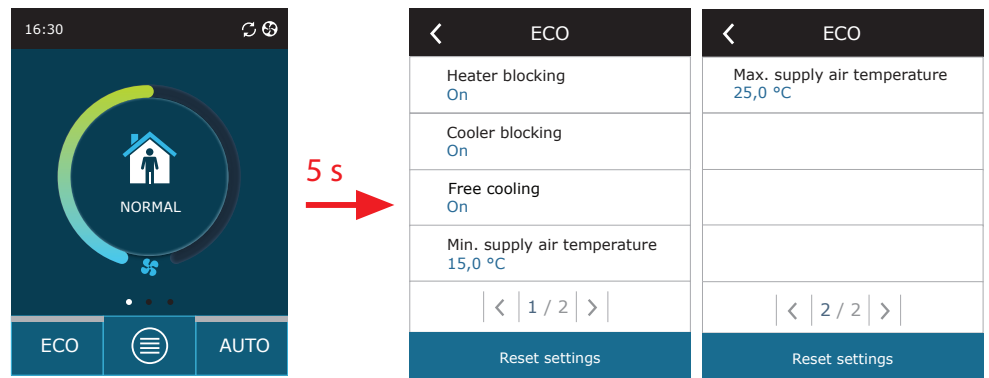 16:30
NORMAL
ECO
AUTO
5 s
ECO
Heater blocking
On
Cooler blocking
On
Free cooling
On
Min. supply air temperature
15,0 °C
1 / 2
Reset settings
ECO
Max. supply air temperature
25,0 °C
2 / 2
Reset settings